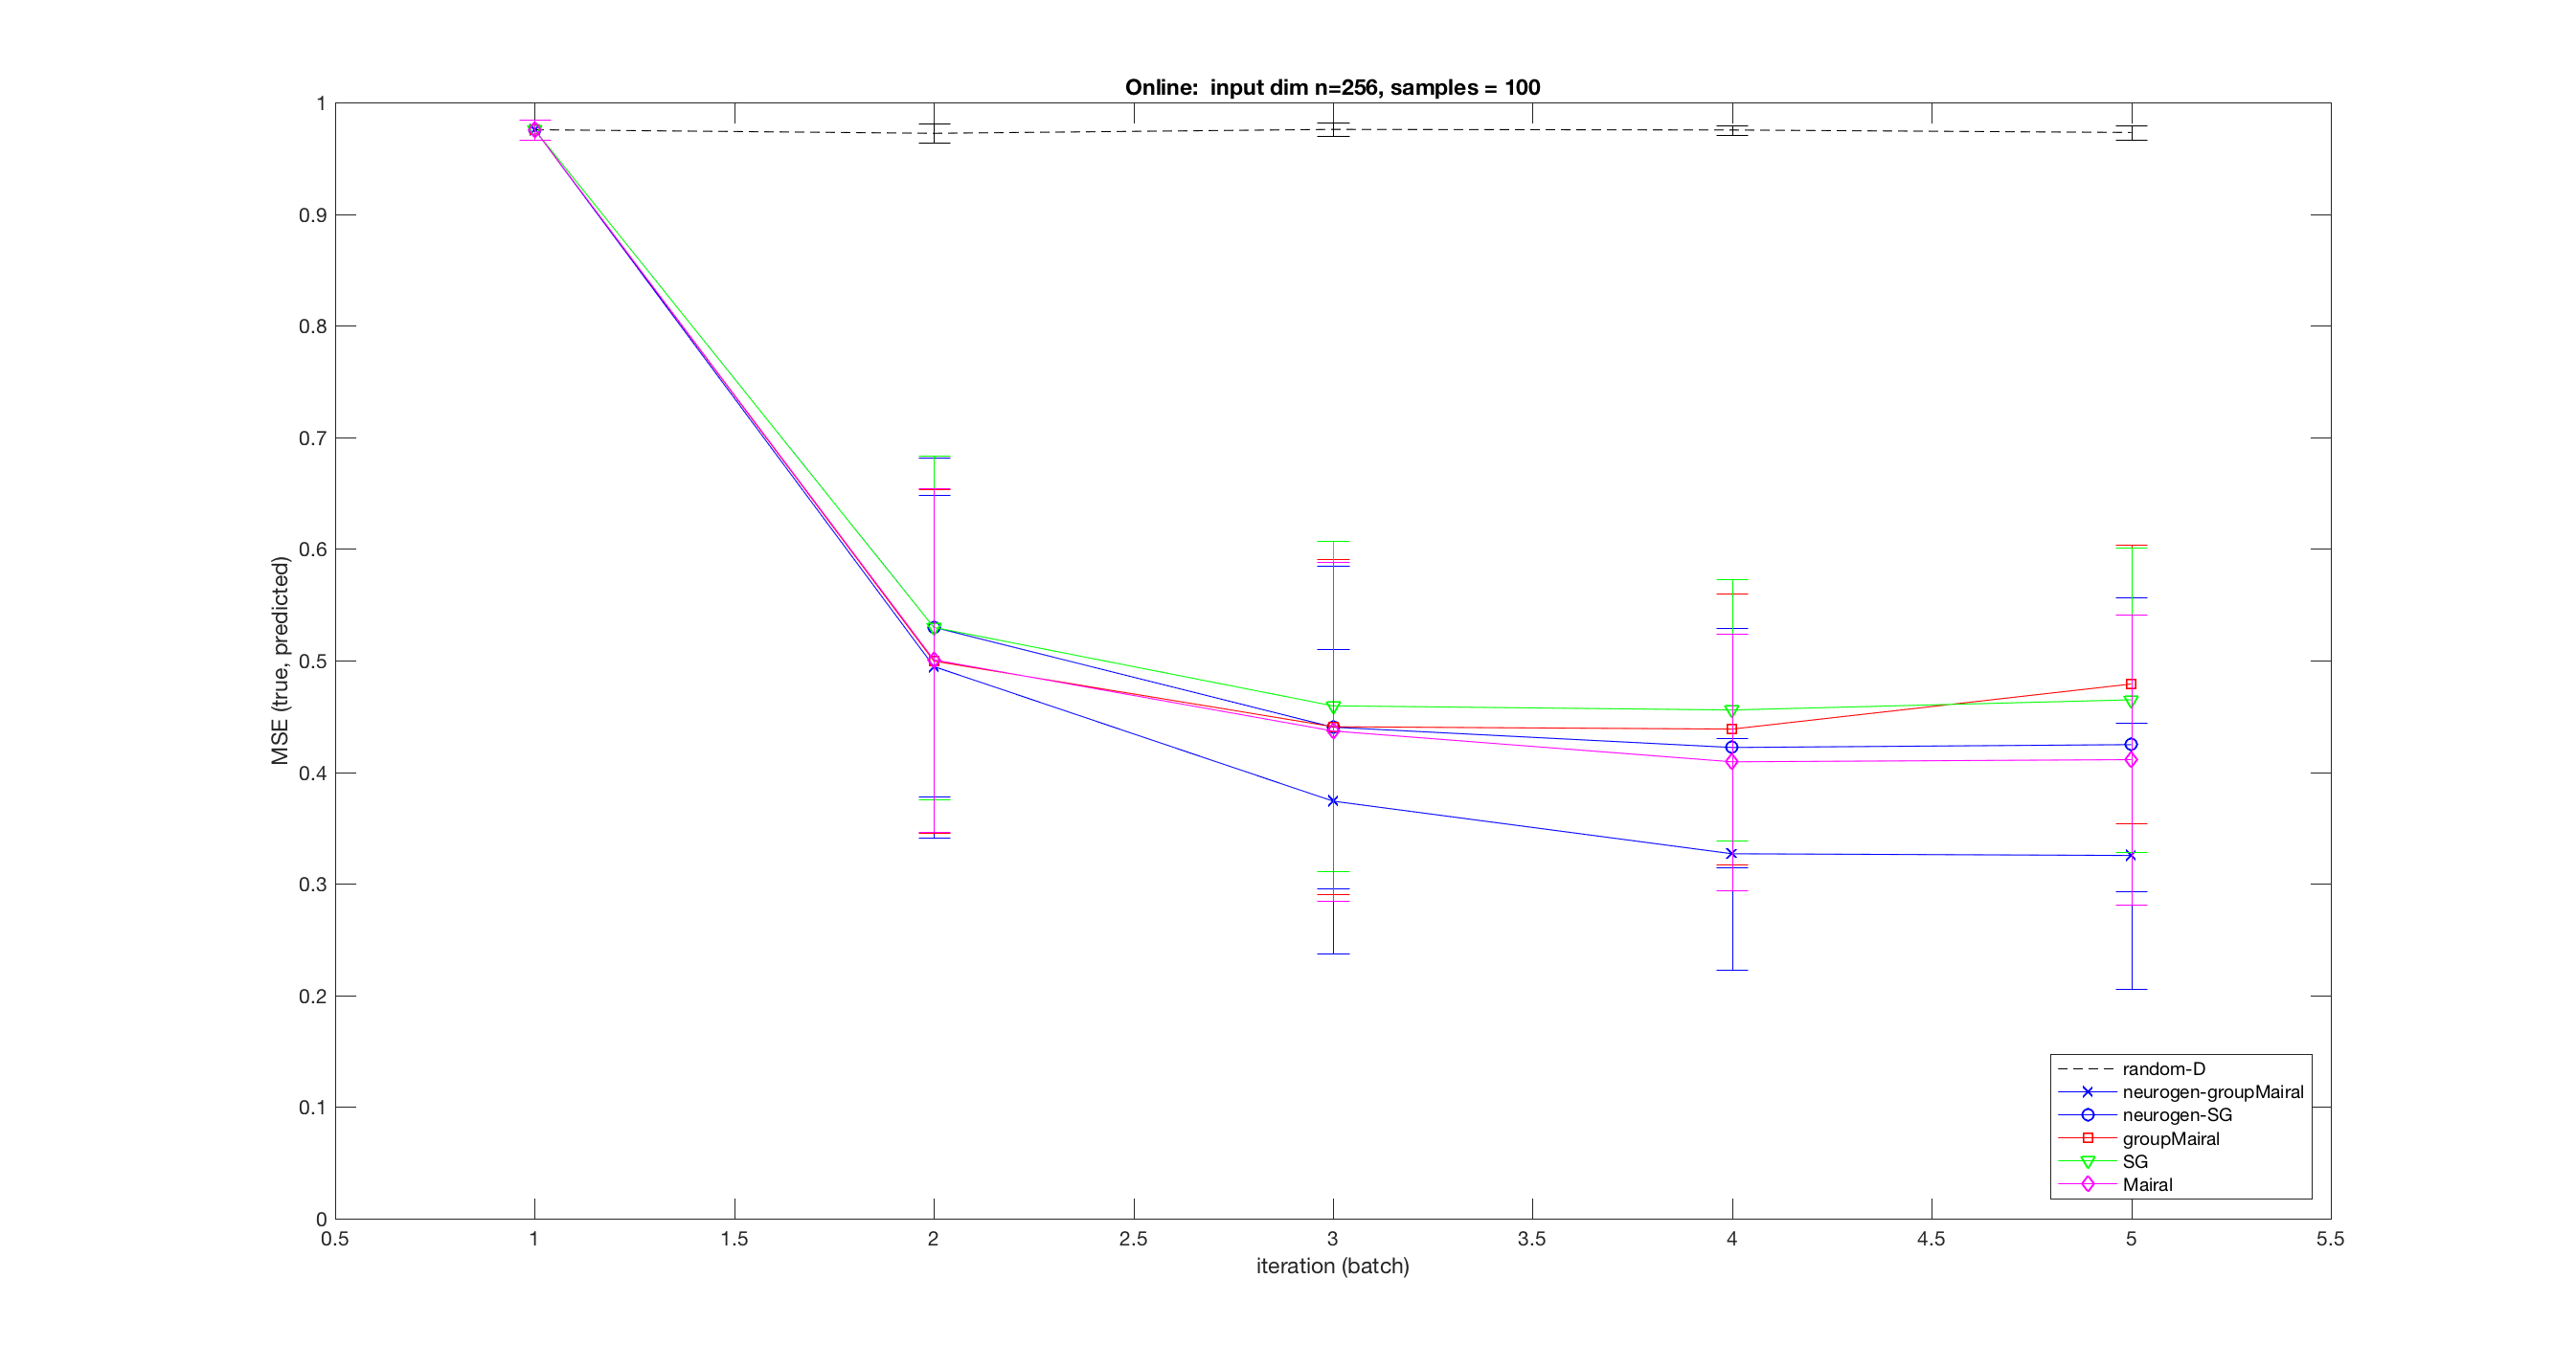 Online:  input dim n=256, samples = 100
1
0.9
0.8
0.7
0.6
0.5
0.4
0.3
0.2
0.1
0
MSE (true, predicted)
0.5 1 1.5 2 2.5 3 3.5 4 4.5 5 5.5
iteration (batch)
random-D
neurogen-groupMairal
neurogen-SG
groupMairal
SG
Mairal